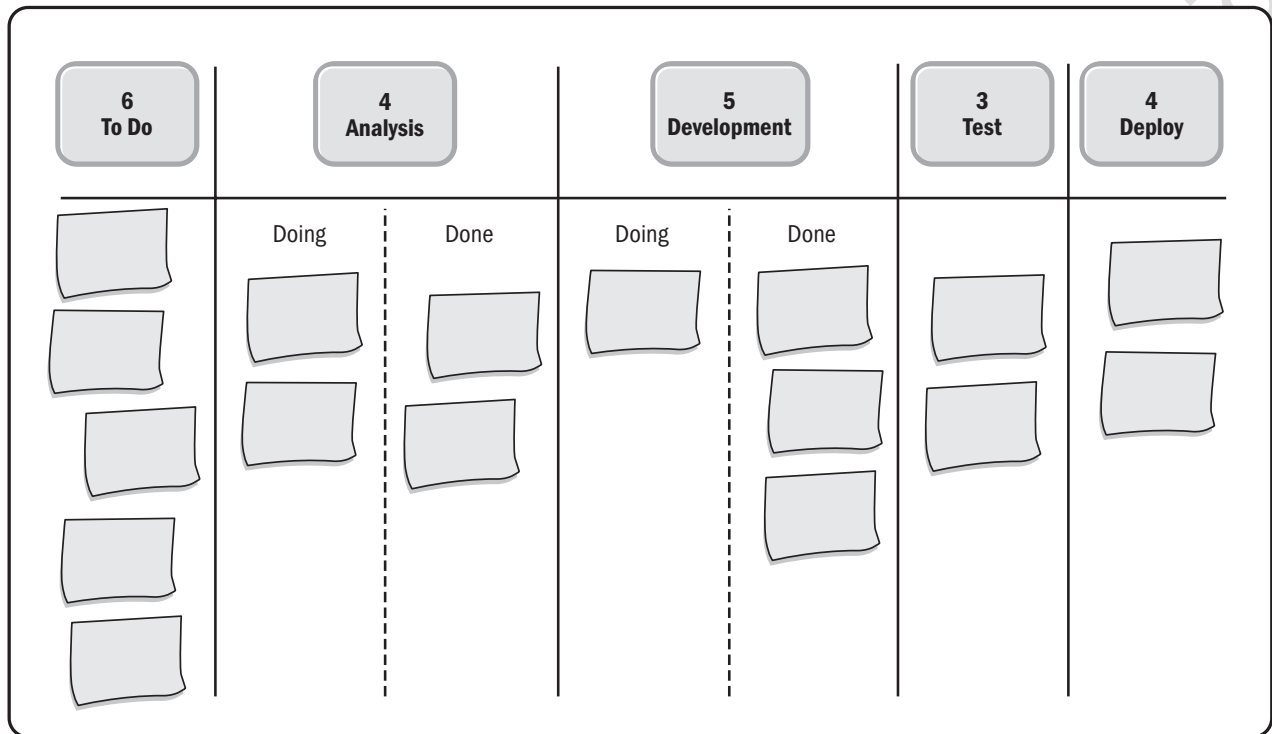 6
To Do
4
Analysis
5
Development
3
Test
4
Deploy
Doing
Done
Doing
Done